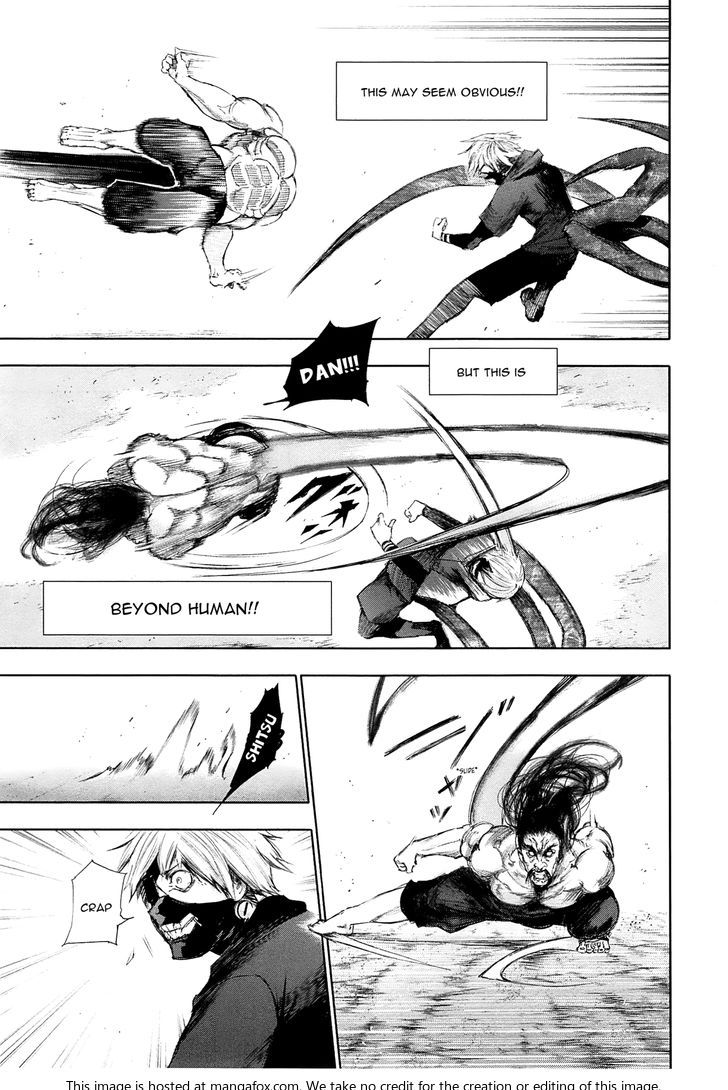 THIS MAY SEEM OBVIOUS!!
BUT THIS IS
DAN!!!
BEYOND HUMAN!!
*SLIDE*
SHITSU
CRAP
This image is hosted at mangafox.com. We take no credit for the creation or editing of this image.